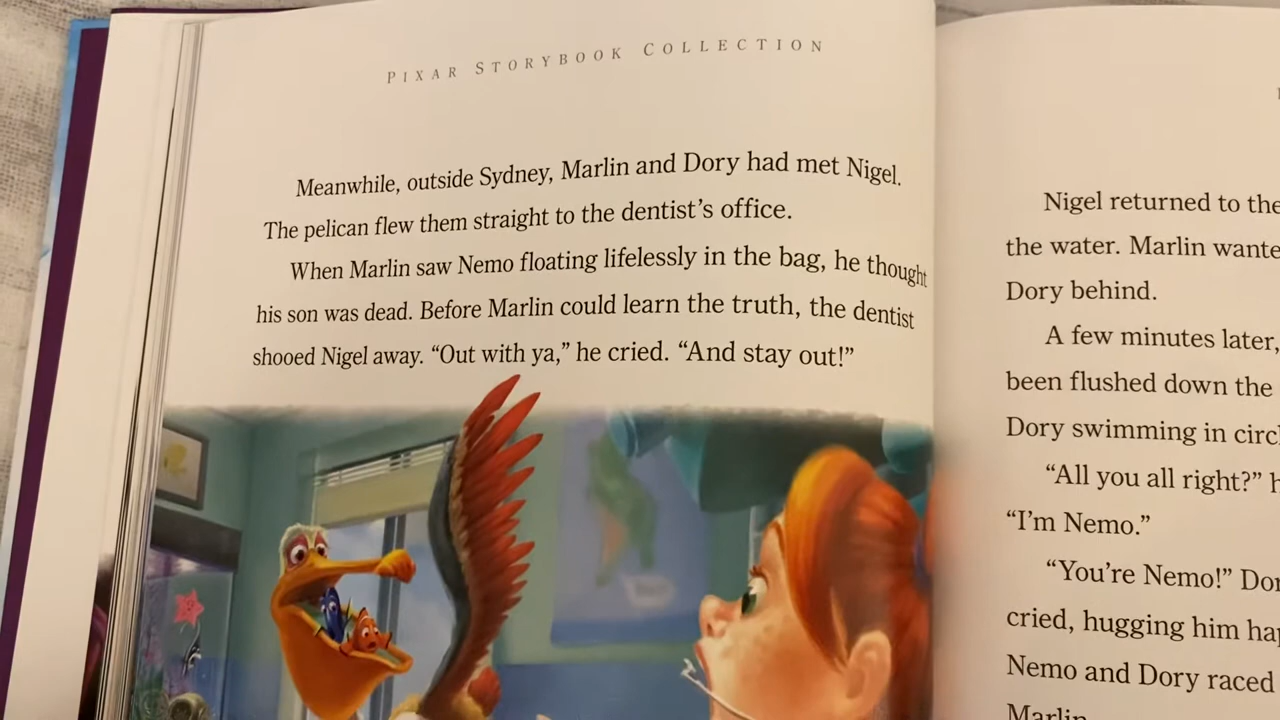 PIXAR STORYBOOK COLLECTION
Meanwhile, outside Sydney, Marlin and Dory had met Nigel.
The pelican flew them straight to the dentist's office.
When Marlin saw Nemo floating lifelessly in the bag, he thought
his son was dead. Before Marlin could learn the truth, the dentist
shooed Nigel away. “Out with ya,” he cried. “And stay out!”
Nigel returned to the
the water. Marlin wante
Dory behind.
A few minutes later,
been flushed down the
Dory swimming in circ
“All you all right?” h
“I'm Nemo.”
“You're Nemo!” Dor
cried, hugging him ha
Nemo and Dory raced
Marlin